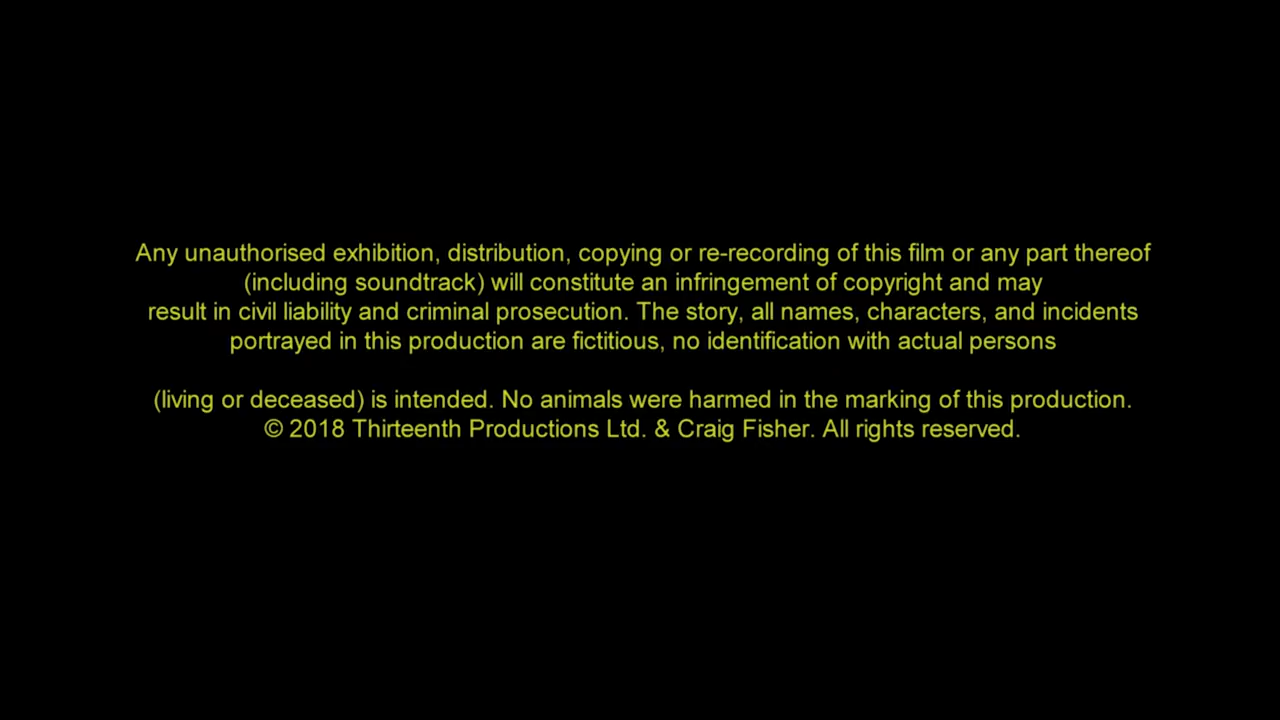 Any unauthorised exhibition, distribution, copying or re-recording of this film or any part thereof
(including soundtrack) will constitute an infringement of copyright and may
result in civil liability and criminal prosecution. The story, all names, characters, and incidents
portrayed in this production are fictitious, no identification with actual persons
(living or deceased) is intended. No animals were harmed in the marking of this production.
© 2018 Thirteenth Productions Ltd. & Craig Fisher. All rights reserved.